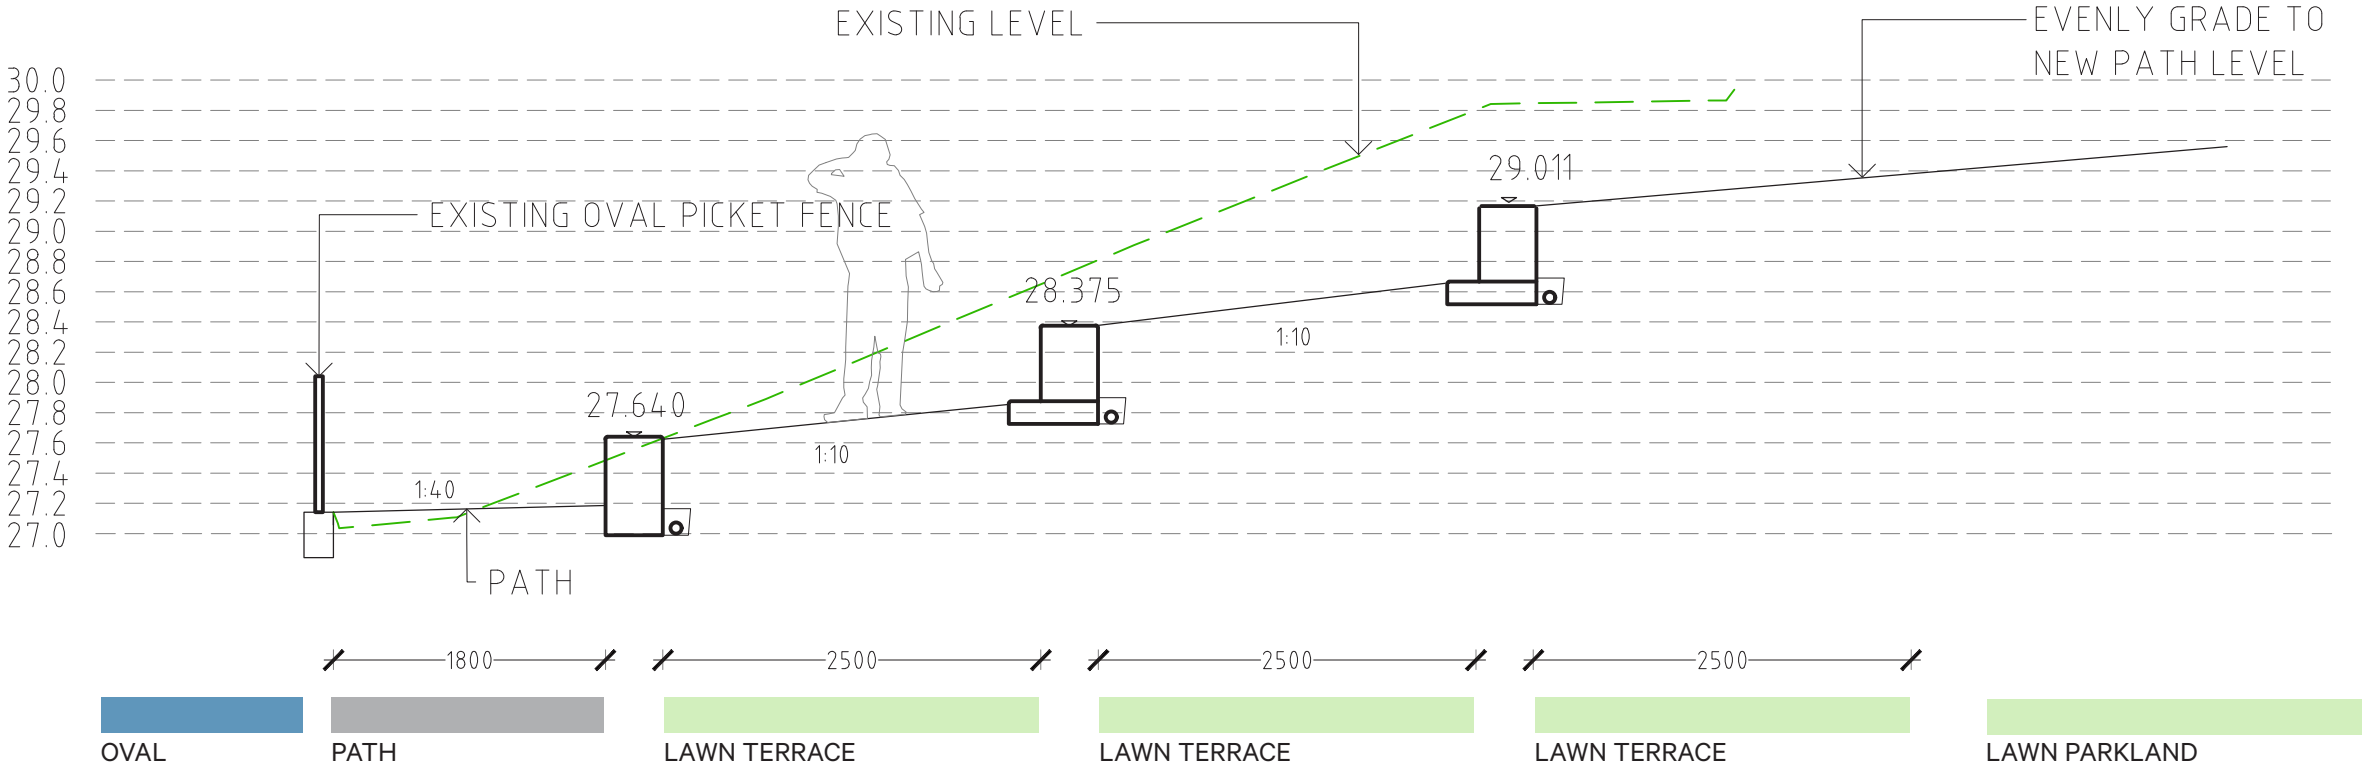 EXISTING LEVEL
EVENLY GRADE TO
NEW PATH LEVEL
30.0
29.8
29.6
29.4
29.2
29.0
28.8
28.6
28.4
28.2
28.0
27.8
27.6
27.4
27.2
27.0
29.011
EXISTING OVAL PICKET FENCE
28.375
1:10
27.640
1:10
1:40
PATH
1800
2500
2500
2500
OVAL
PATH
LAWN TERRACE
LAWN TERRACE
LAWN TERRACE
LAWN PARKLAND